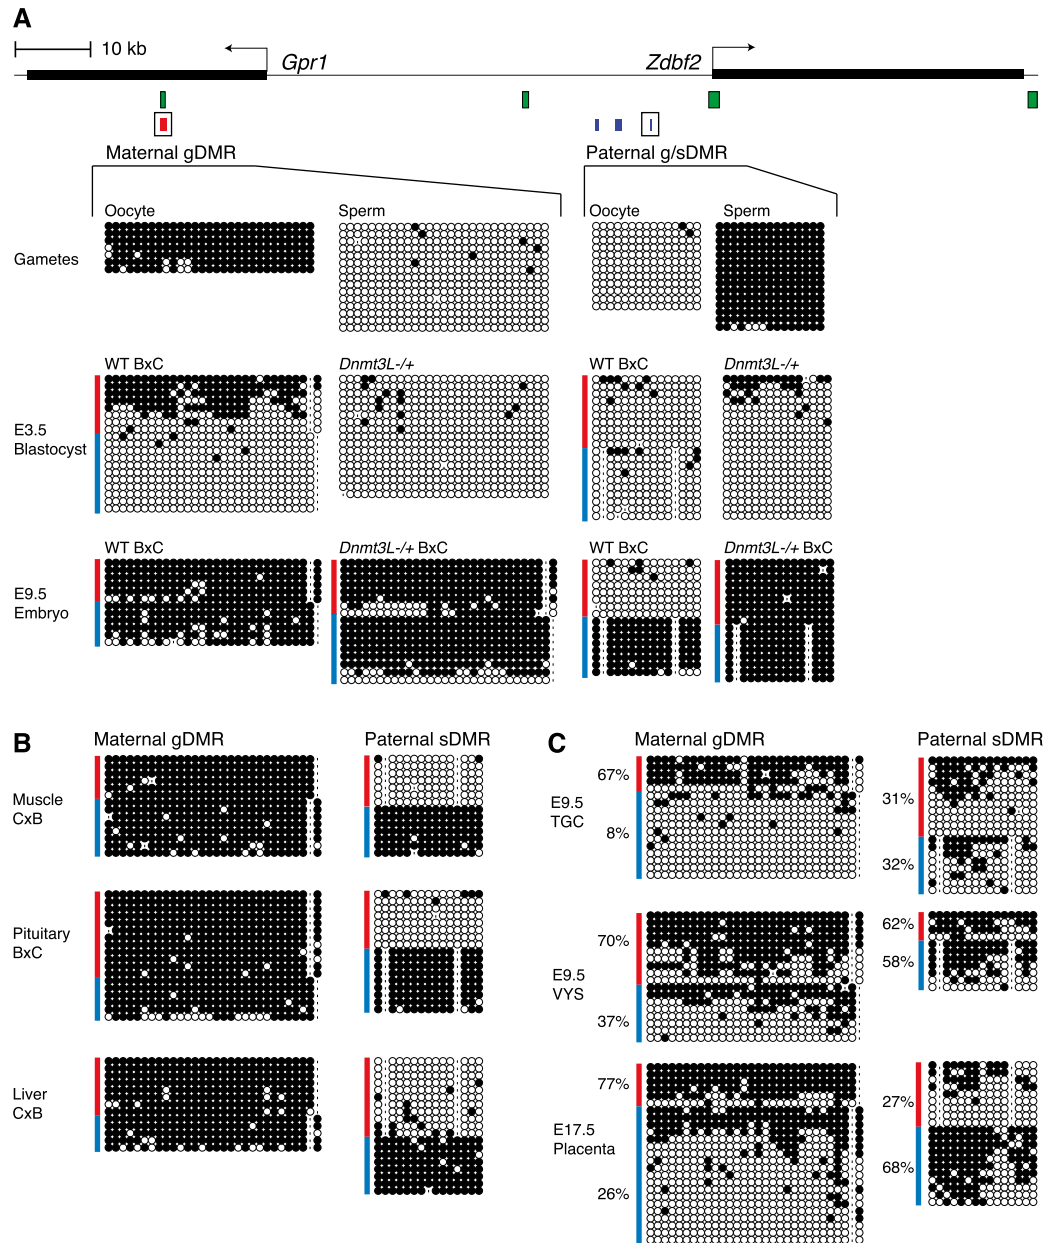 A
10 kb
Gpr1
Zdbf2
Maternal gDMR
Paternal g/sDMR
Oocyte
Sperm
Oocyte
Sperm
Gametes
WT BxC
Dnmt3L-/+
WT BxC
Dnmt3L-/+
E3.5
Blastocyst
WT BxC
Dnmt3L-/+ BxC
WT BxC
Dnmt3L-/+ BxC
E9.5
Embryo
B
Maternal gDMR
Paternal sDMR
Muscle
CxB
Pituitary
BxC
Liver
CxB
C
Maternal gDMR
Paternal sDMR
E9.5
TGC
67%
8%
31%
32%
E9.5
VYS
70%
37%
62%
58%
E17.5
Placenta
77%
26%
27%
68%